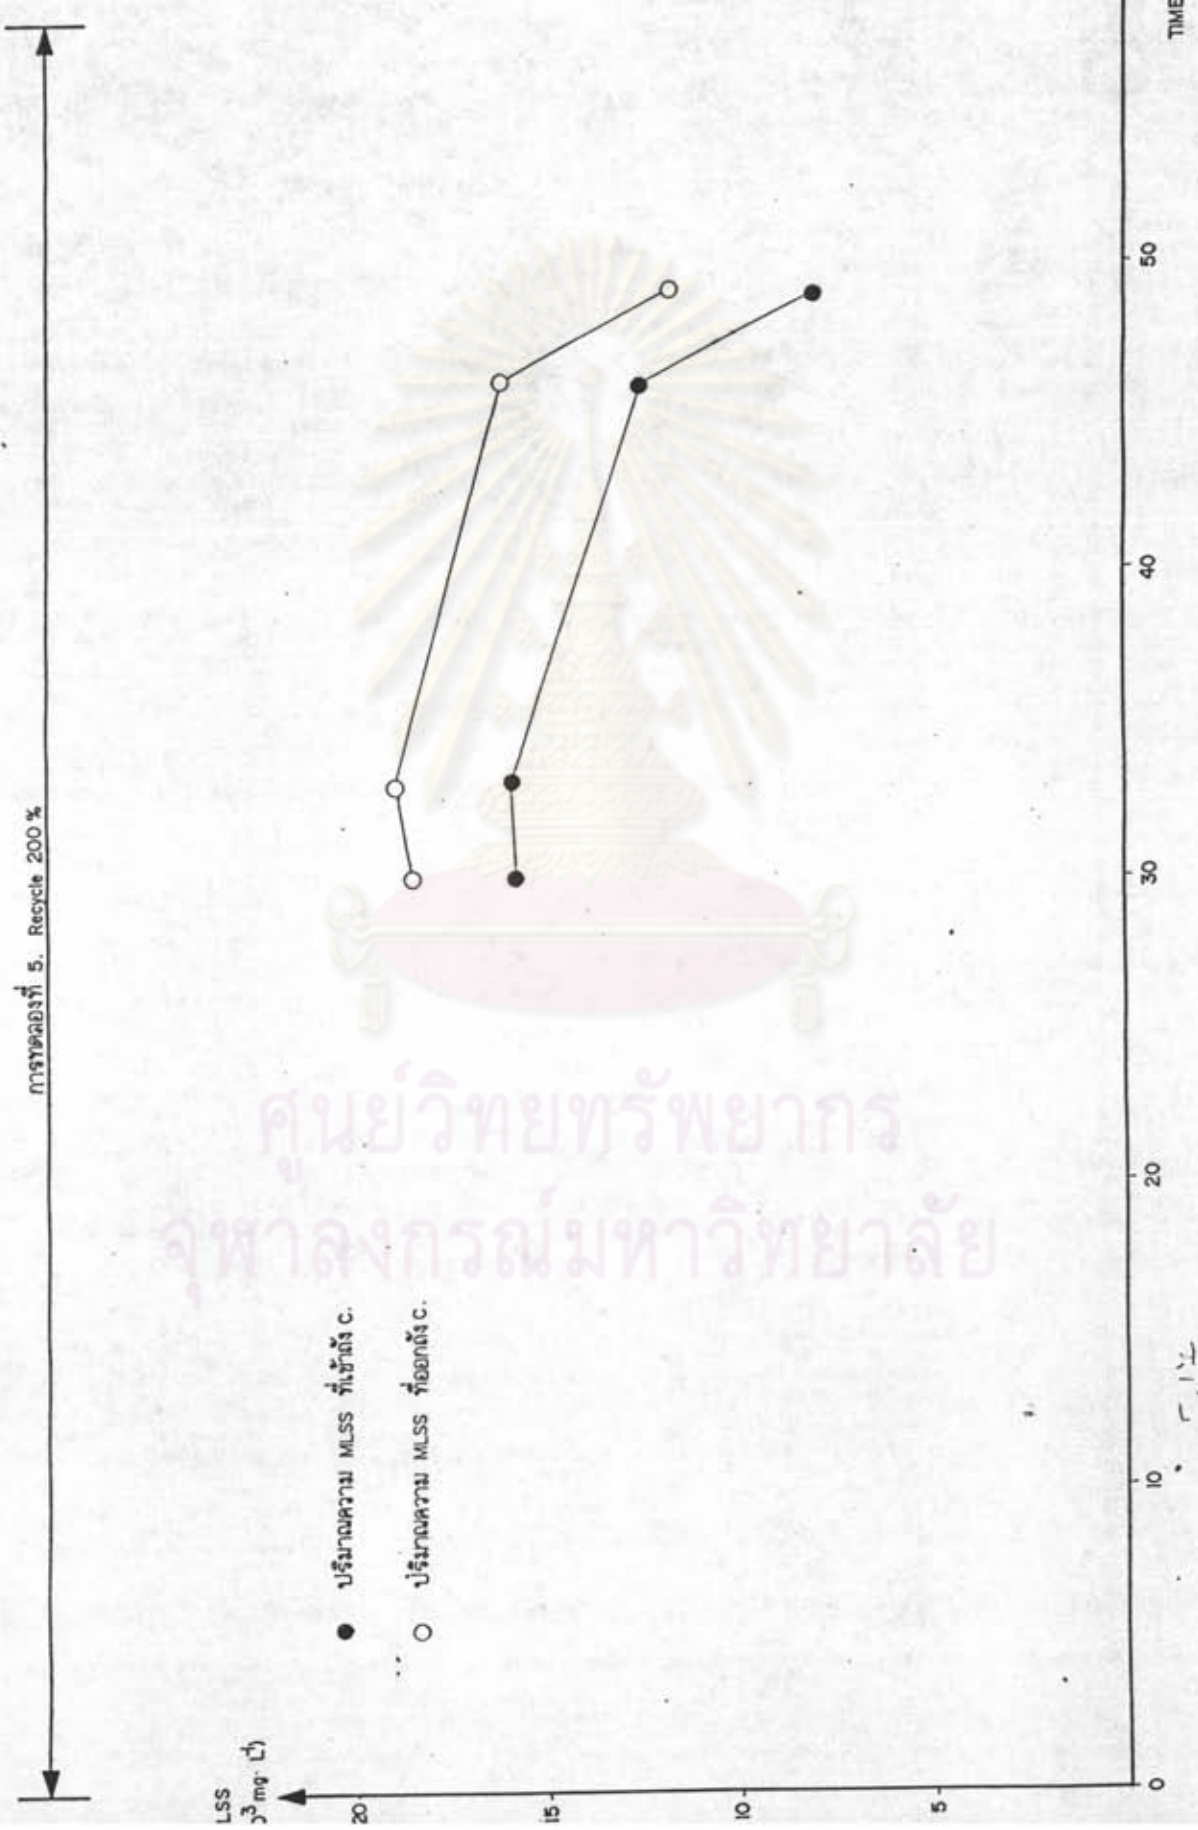 การทดลองที่ 5. Recycle 200 %
LSS
mg. L⁻¹)
20
15
10
5
● ปริมาณความ MLSS ที่เข้าถัง C.
○ ปริมาณความ MLSS ที่ออกถัง C.
0
10
20
30
40
50
TIME
ศูนย์วิทยทรัพยากร
จุฬาลงกรณ์มหาวิทยาลัย